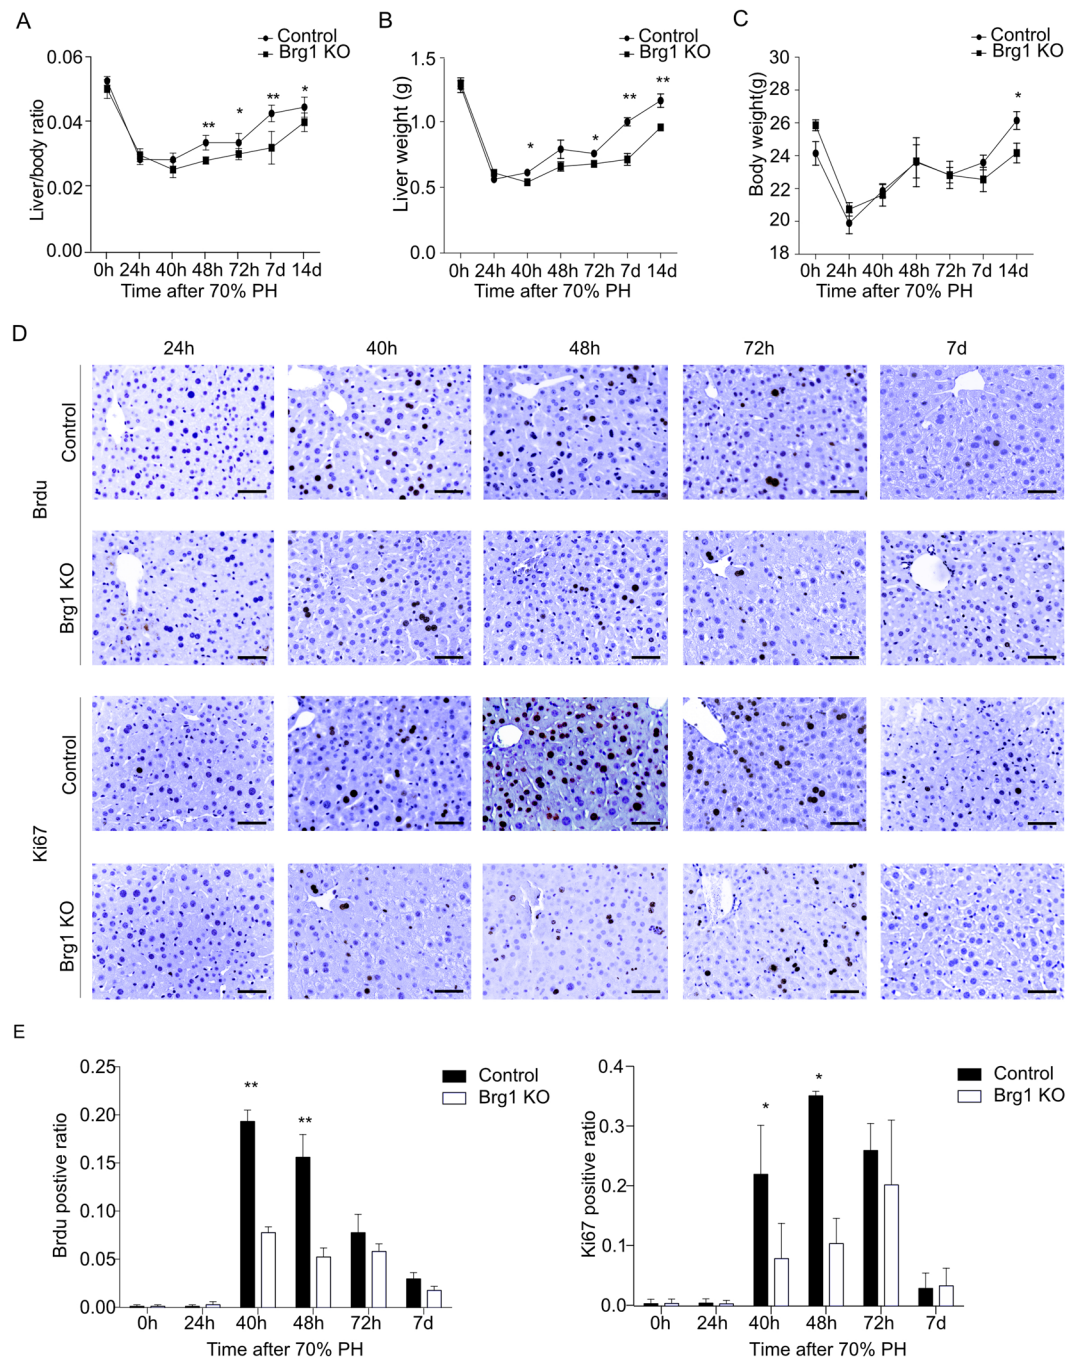 A
Control
Brg1 KO
Liver/body ratio
0.06
0.04
0.02
0.00
0h 24h 40h 48h 72h 7d 14d
Time after 70% PH
** * ** *
B
Control
Brg1 KO
Liver weight (g)
1.5
1.0
0.5
0.0
0h 24h 40h 48h 72h 7d 14d
Time after 70% PH
* * ** **
C
Control
Brg1 KO
Body weight(g)
26
24
22
20
18
28
0h 24h 40h 48h 72h 7d 14d
Time after 70% PH
*
D
24h 40h 48h 72h 7d
Brdu
Control
Brg1 KO
Ki67
Control
Brg1 KO
E
Control
Brg1 KO
Brdu postive ratio
0.25
0.20
0.15
0.10
0.05
0.00
** **
0h 24h 40h 48h 72h 7d
Time after 70% PH
Control
Brg1 KO
Ki67 positive ratio
0.4
0.3
0.2
0.1
0.0
* *
0h 24h 40h 48h 72h 7d
Time after 70% PH